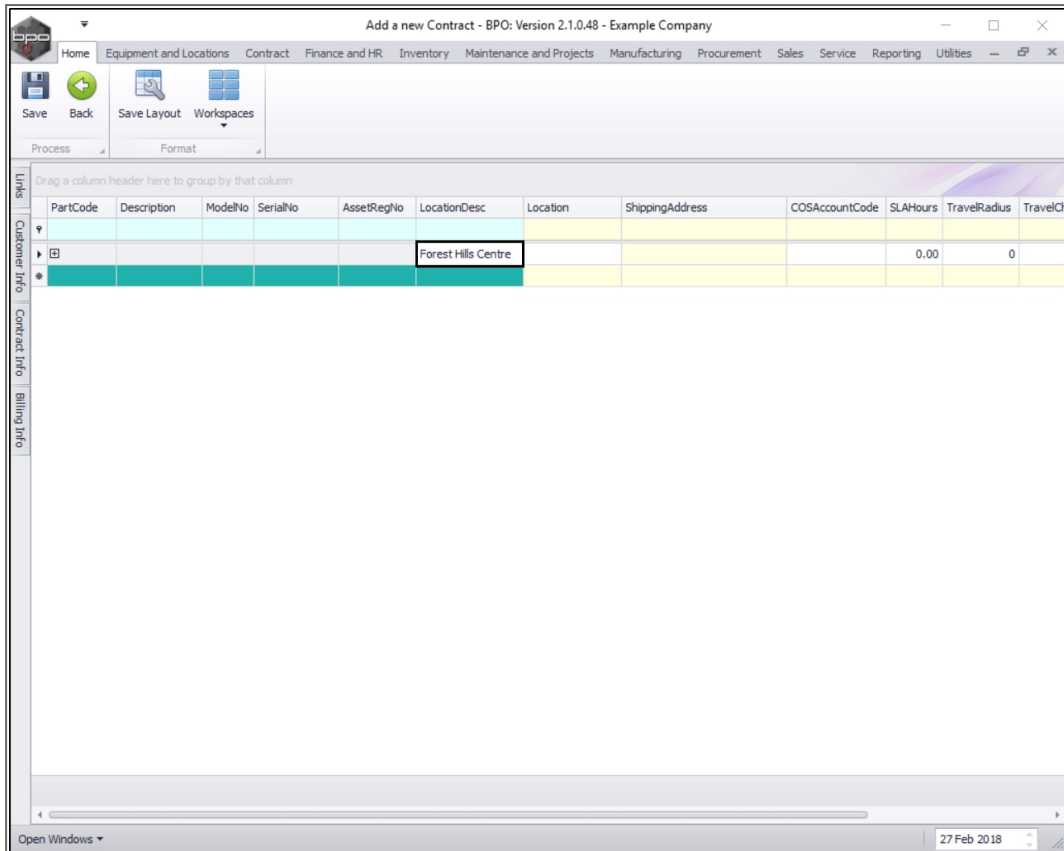 Add a new Contract - BPO: Version 2.1.0.48 - Example Company
bpo
Home Equipment and Locations Contract Finance and HR Inventory Maintenance and Projects Manufacturing Procurement Sales Service Reporting Utilities
Save Back Save Layout Workspaces
Process Format
Links
Customer Info
Contract Info
Billing Info
Drag a column header here to group by that column
PartCode Description ModelNo SerialNo AssetRegNo LocationDesc Location ShippingAddress COSAccountCode SLAHours TravelRadius TravelCh
Forest Hills Centre 0.00 0
Open Windows 27 Feb 2018